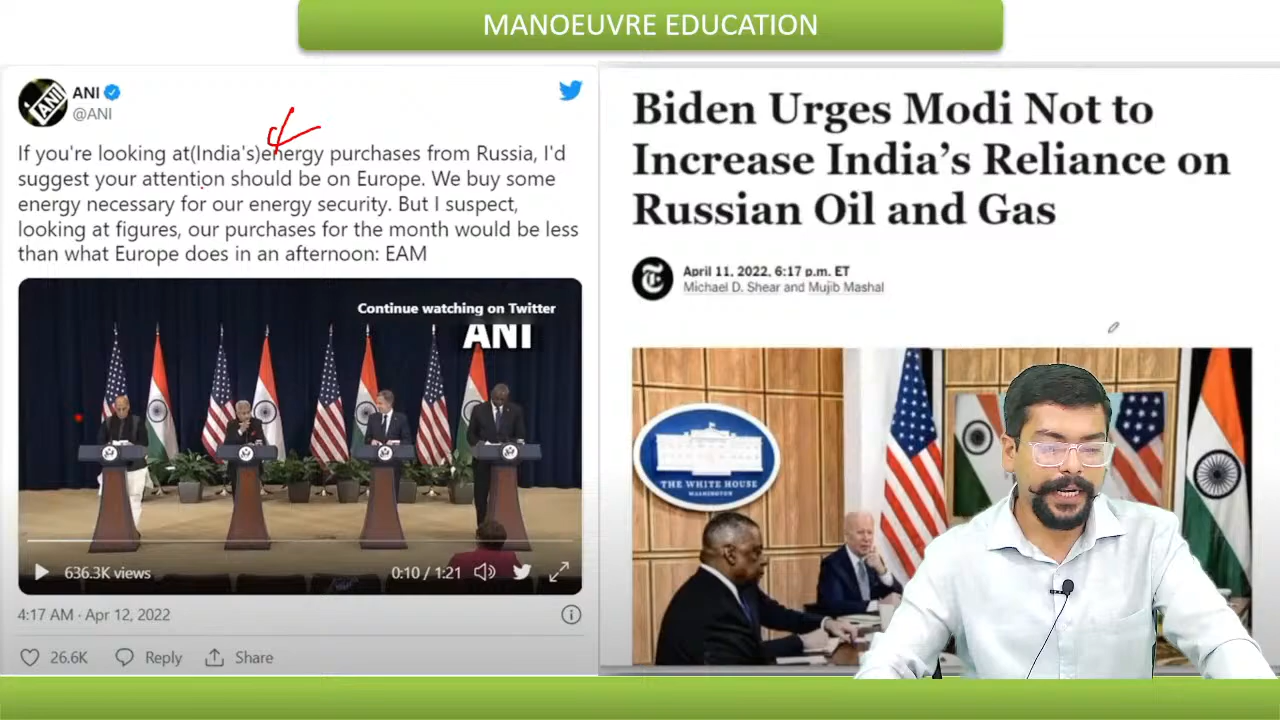 MANOEUVRE EDUCATION
ANI
@ANI
If you're looking at(India's)energy purchases from Russia, I'd
suggest your attention should be on Europe. We buy some
energy necessary for our energy security. But I suspect,
looking at figures, our purchases for the month would be less
than what Europe does in an afternoon: EAM
Continue watching on Twitter
ANI
636.3K views
0:10 / 1:21
4:17 AM · Apr 12, 2022
26.6K
Reply
Share
Biden Urges Modi Not to
Increase India's Reliance on
Russian Oil and Gas
April 11, 2022, 6:17 p.m. ET
Michael D. Shear and Mujib Mashal
THE WHITE HOUSE
WASHINGTON